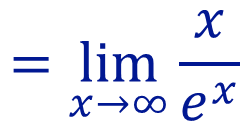 = lim x→∞ x/e^x